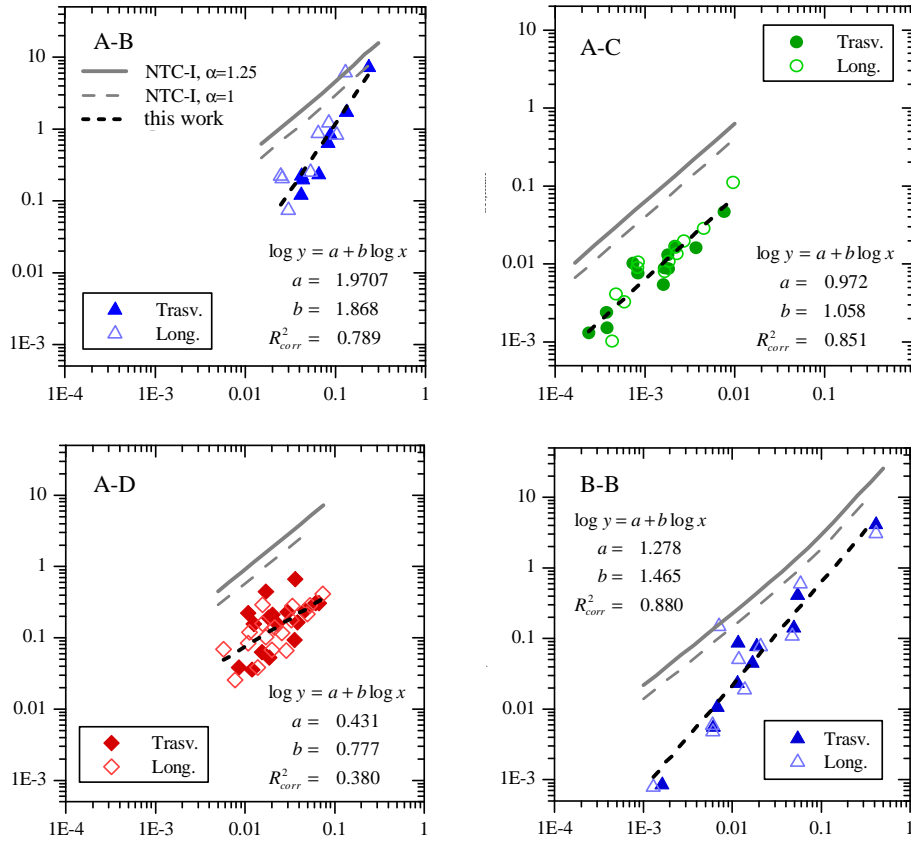 A-B
NTC-I, α=1.25
NTC-I, α=1
this work
10
1
0.1
0.01
1E-3
log y = a + b log x
a = 1.9707
b = 1.868
R²corr = 0.789
Trasv.
Long.
1E-4
1E-3
0.01
0.1
1
A-C
Trasv.
Long.
10
1
0.1
0.01
1E-3
log y = a + b log x
a = 0.972
b = 1.058
R²corr = 0.851
1E-4
1E-3
0.01
0.1
1
A-D
10
1
0.1
0.01
1E-3
log y = a + b log x
a = 0.431
b = 0.777
R²corr = 0.380
Trasv.
Long.
1E-4
1E-3
0.01
0.1
1
B-B
log y = a + b log x
a = 1.278
b = 1.465
R²corr = 0.880
10
1
0.1
0.01
1E-3
Trasv.
Long.
1E-4
1E-3
0.01
0.1
1